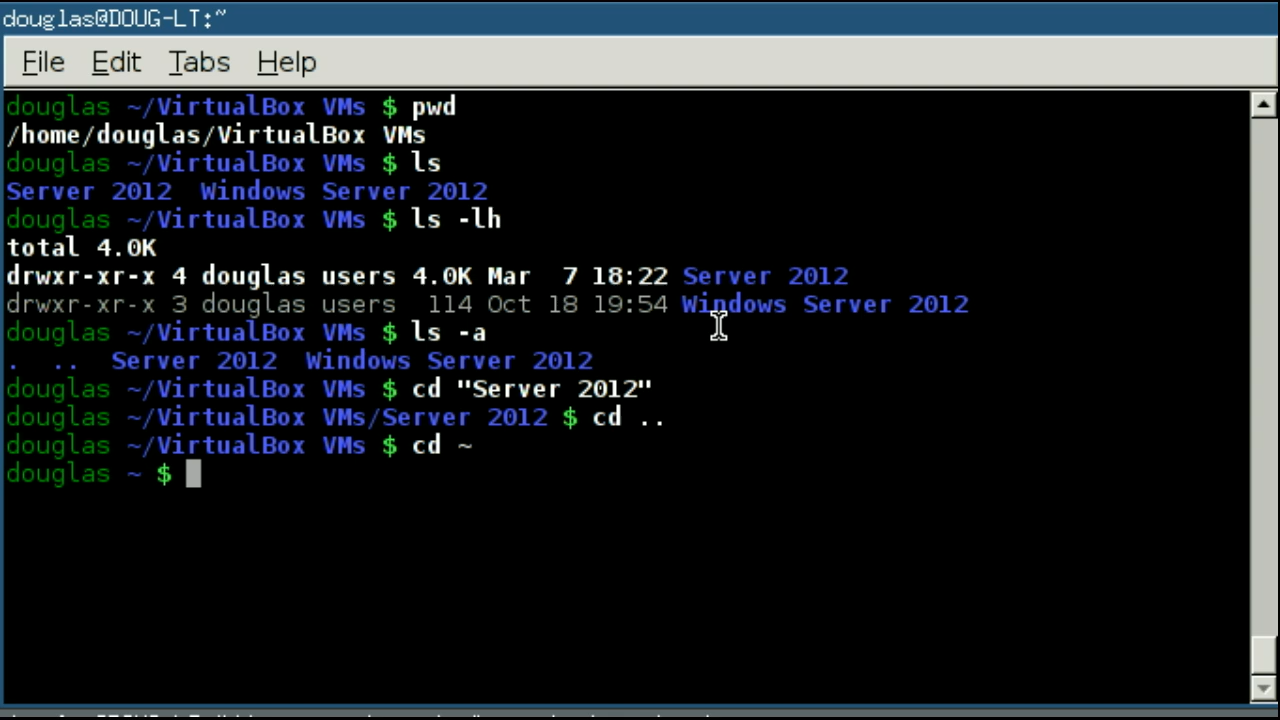 douglas@DOUG-LT:~
File Edit Tabs Help
douglas ~/VirtualBox VMs $ pwd
/home/douglas/VirtualBox VMs
douglas ~/VirtualBox VMs $ ls
Server 2012  Windows Server 2012
douglas ~/VirtualBox VMs $ ls -lh
total 4.0K
drwxr-xr-x 4 douglas users 4.0K Mar  7 18:22 Server 2012
drwxr-xr-x 3 douglas users  114 Oct 18 19:54 Windows Server 2012
douglas ~/VirtualBox VMs $ ls -a
.  ..  Server 2012  Windows Server 2012
douglas ~/VirtualBox VMs $ cd "Server 2012"
douglas ~/VirtualBox VMs/Server 2012 $ cd ..
douglas ~/VirtualBox VMs $ cd ~
douglas ~ $